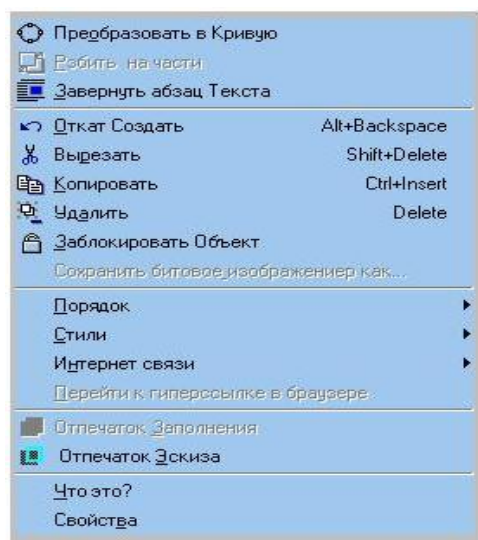 Преобразовать в Кривую
Робить на части
Завернуть абзац Текста
Откат Создать Alt+Backspace
Вырезать Shift+Delete
Копировать Ctrl+Insert
Удалить Delete
Заблокировать Объект
Сохранить битовое изображениер как...
Порядок
Стили
Интернет связи
Перейти к гиперссылке в браузере
Отпечаток Заполнения
Отпечаток Эскиза
Что это?
Свойства